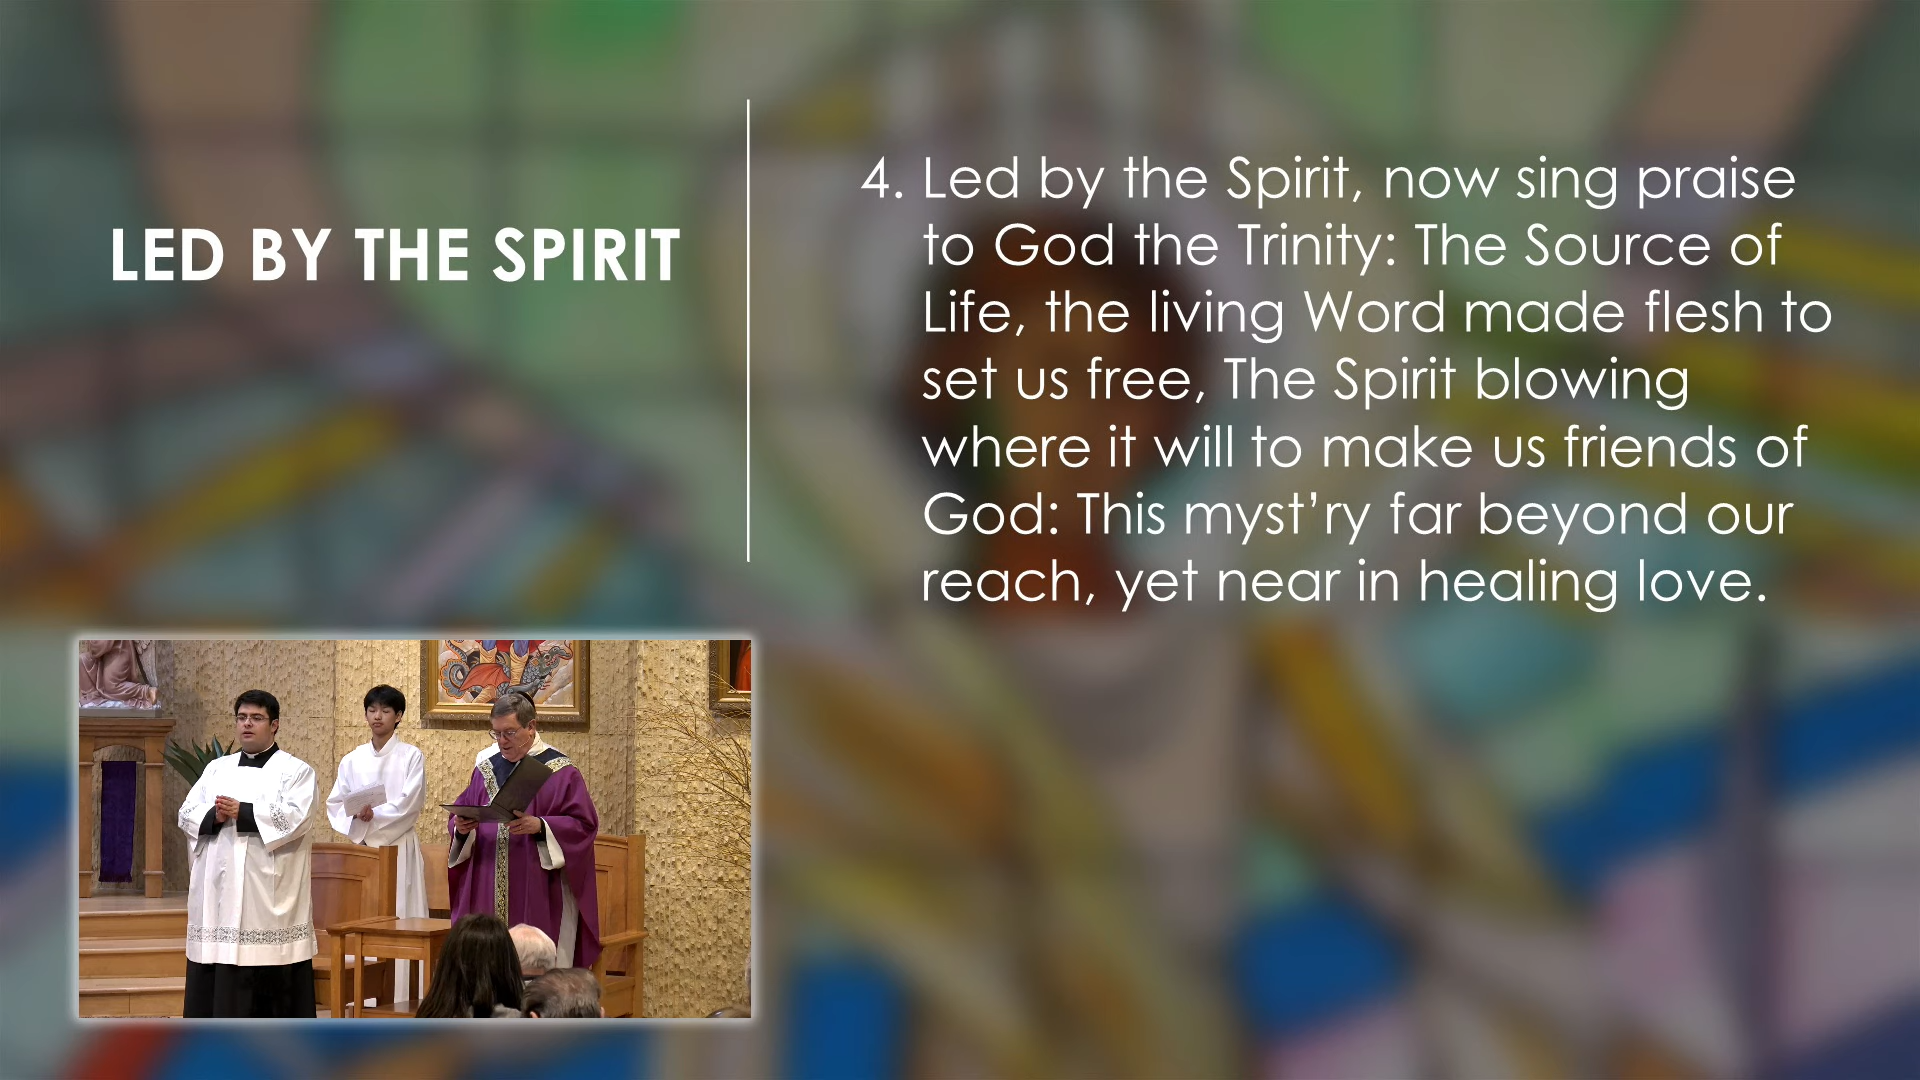 LED BY THE SPIRIT
4. Led by the Spirit, now sing praise
to God the Trinity: The Source of
Life, the living Word made flesh to
set us free, The Spirit blowing
where it will to make us friends of
God: This myst’ry far beyond our
reach, yet near in healing love.